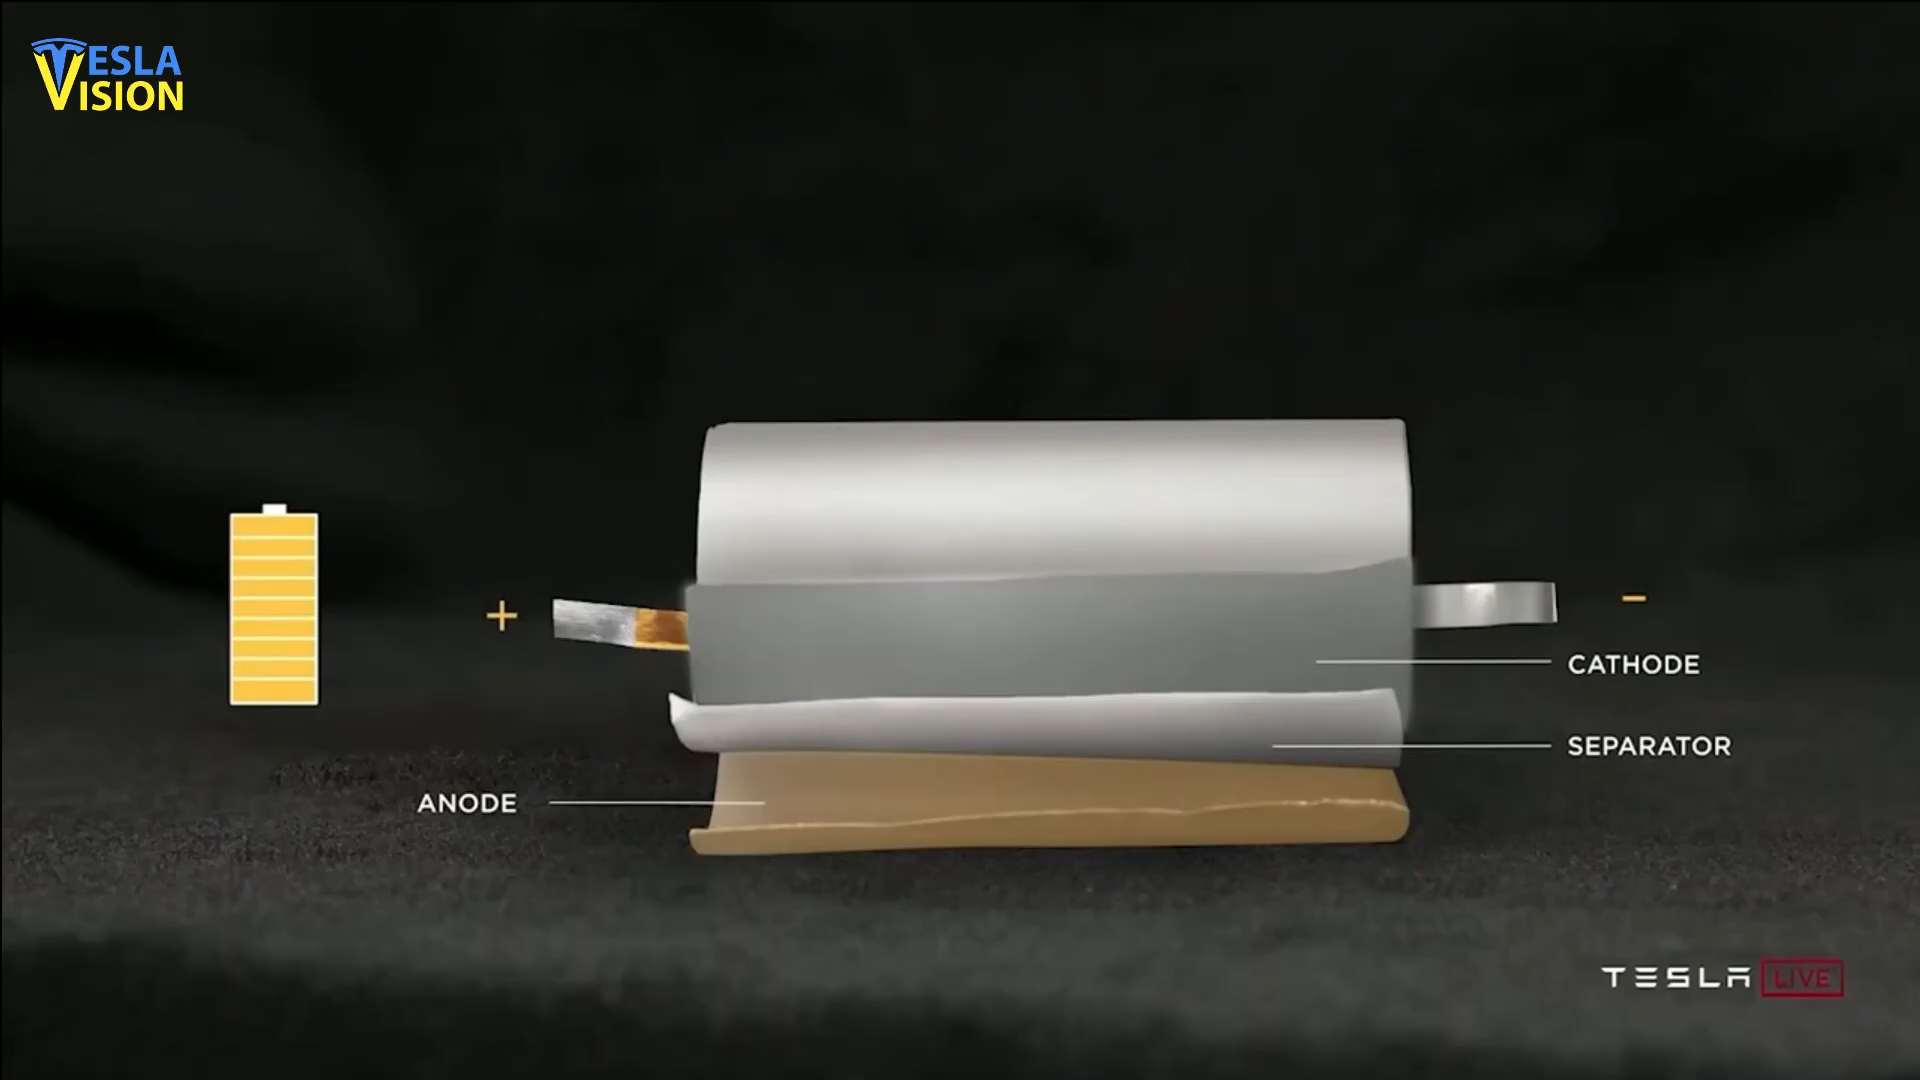 TESLA
VISION
+
−
CATHODE
SEPARATOR
ANODE
TESLA LIVE